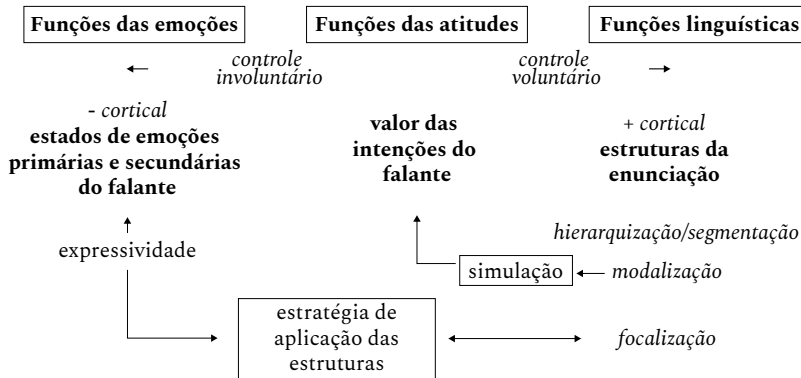 Funções das emoções
Funções das atitudes
Funções linguísticas
controle
involuntário
controle
voluntário
- cortical
estados de emoções
primárias e secundárias
do falante
valor das
intenções do
falante
+ cortical
estruturas da
enunciação
expressividade
hierarquização/segmentação
simulação
modalização
estratégia de
aplicação das
estruturas
focalização